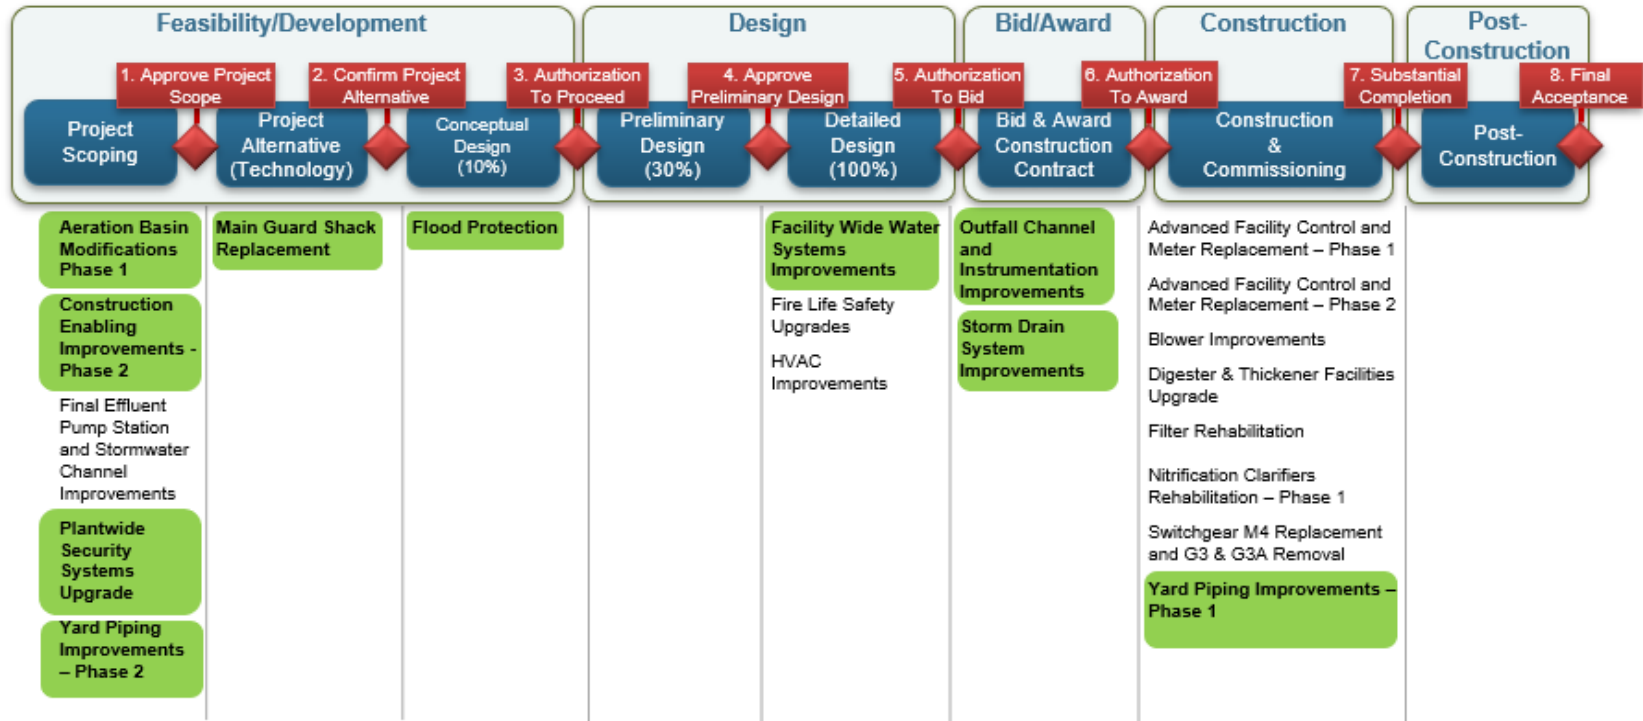 Feasibility/Development
Design
Bid/Award
Construction
Post-
Construction
1. Approve Project
Scope
2. Confirm Project
Alternative
3. Authorization
To Proceed
4. Approve
Preliminary Design
5. Authorization
To Bid
6. Authorization
To Award
7. Substantial
Completion
8. Final
Acceptance
Project
Scoping
Project
Alternative
(Technology)
Conceptual
Design
(10%)
Preliminary
Design
(30%)
Detailed
Design
(100%)
Bid & Award
Construction
Contract
Construction
&
Commissioning
Post-
Construction
Aeration Basin
Modifications
Phase 1
Construction
Enabling
Improvements -
Phase 2
Final Effluent
Pump Station
and Stormwater
Channel
Improvements
Plantwide
Security
Systems
Upgrade
Yard Piping
Improvements
– Phase 2
Main Guard Shack
Replacement
Flood Protection
Facility Wide Water
Systems
Improvements
Fire Life Safety
Upgrades
HVAC
Improvements
Outfall Channel
and
Instrumentation
Improvements
Storm Drain
System
Improvements
Advanced Facility Control and
Meter Replacement – Phase 1
Advanced Facility Control and
Meter Replacement – Phase 2
Blower Improvements
Digester & Thickener Facilities
Upgrade
Filter Rehabilitation
Nitrification Clarifiers
Rehabilitation – Phase 1
Switchgear M4 Replacement
and G3 & G3A Removal
Yard Piping Improvements –
Phase 1